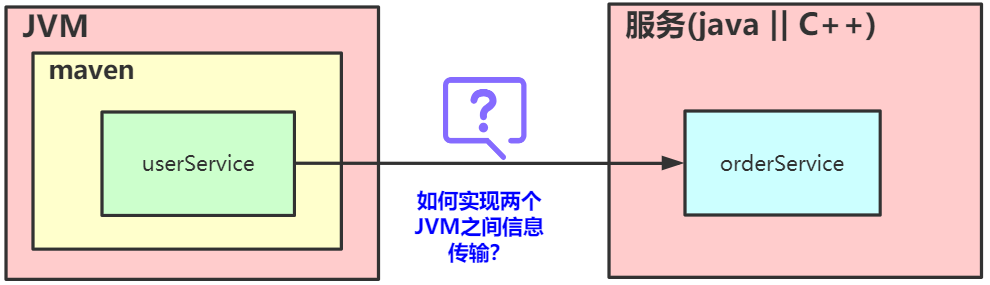 JVM
maven
userService
?
如何实现两个
JVM之间信息
传输?
服务(java || C++)
orderService